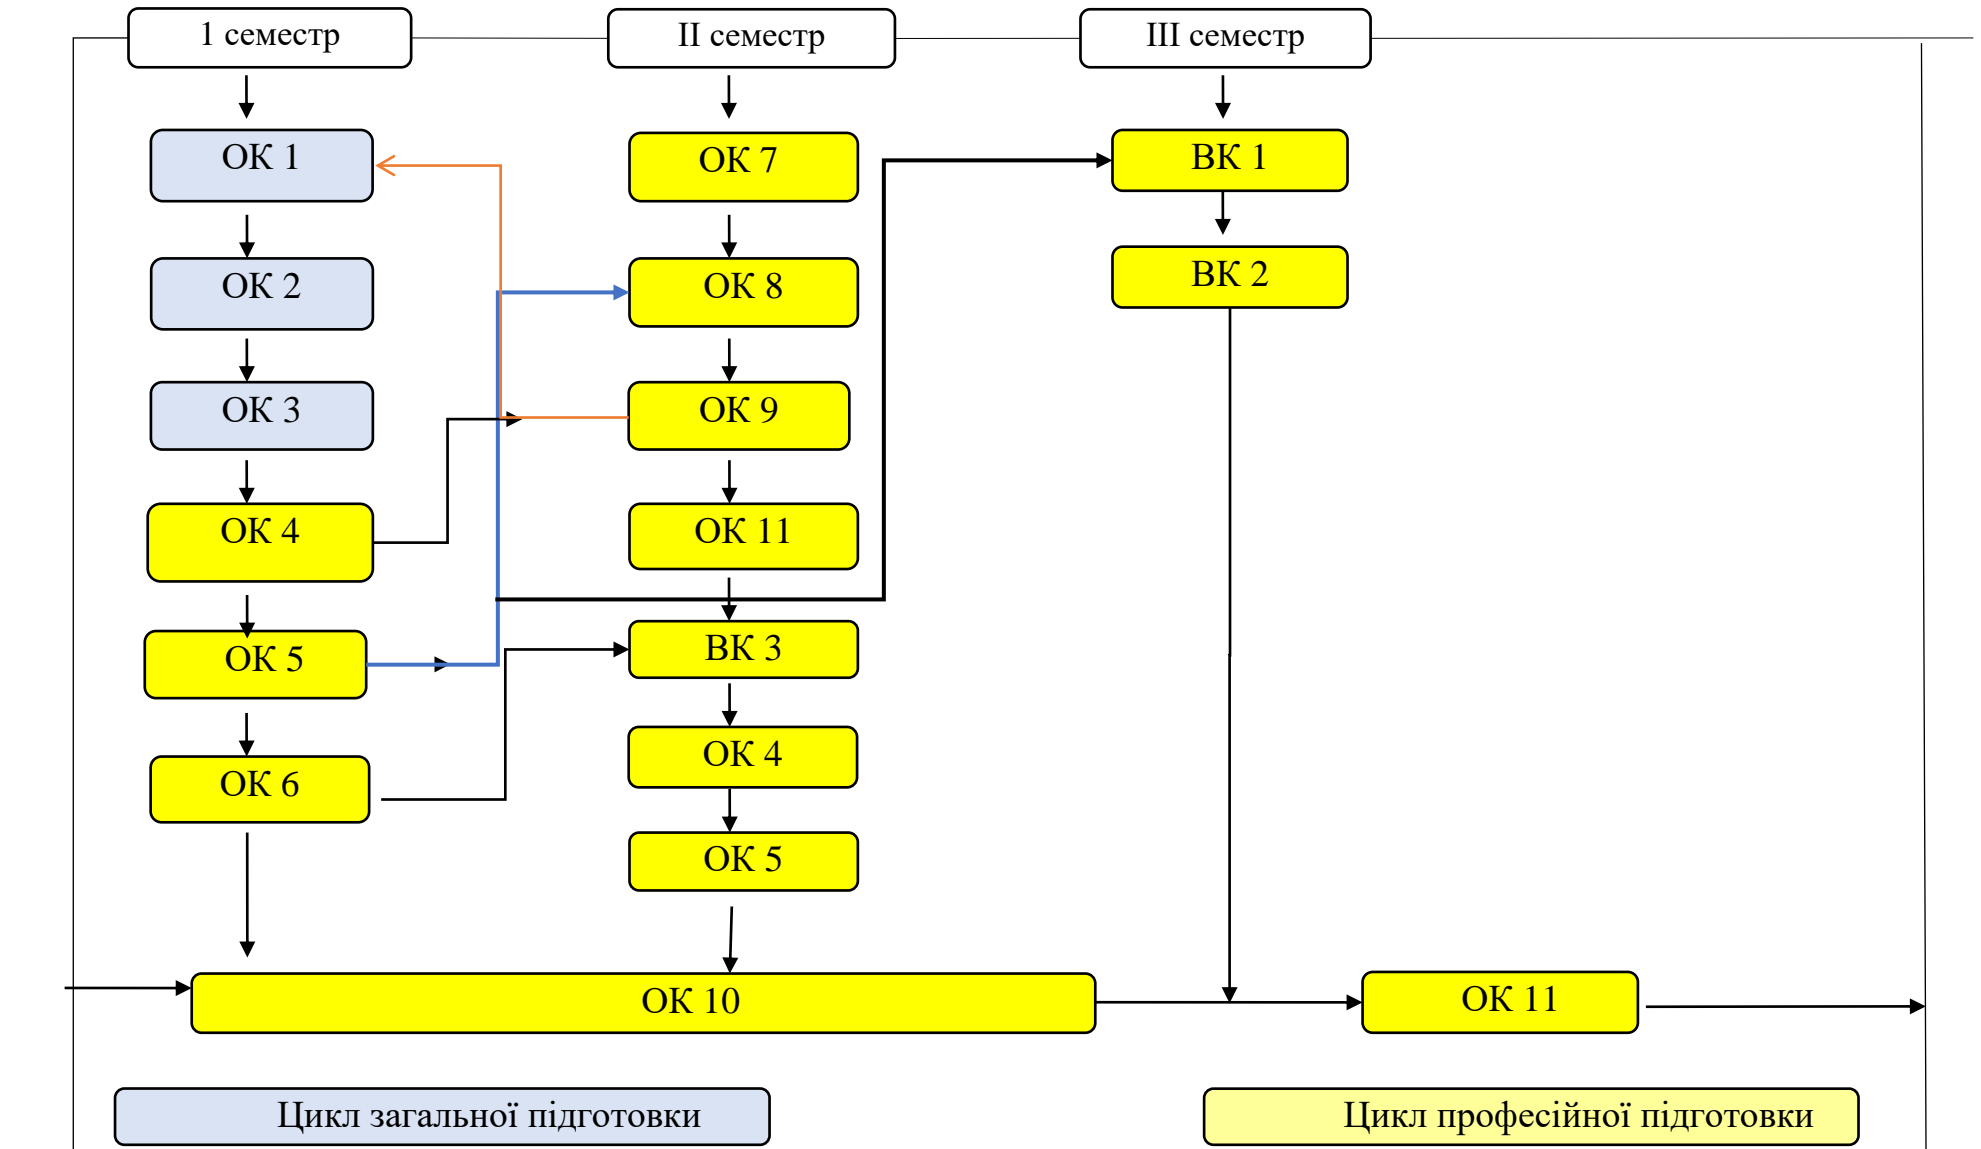 1 семестр
ІІ семестр
ІІІ семестр
ОК 1
ОК 2
ОК 3
ОК 4
ОК 5
ОК 6
ОК 7
ОК 8
ОК 9
ОК 11
ВК 3
ОК 4
ОК 5
ВК 1
ВК 2
ОК 10
ОК 11
Цикл загальної підготовки
Цикл професійної підготовки